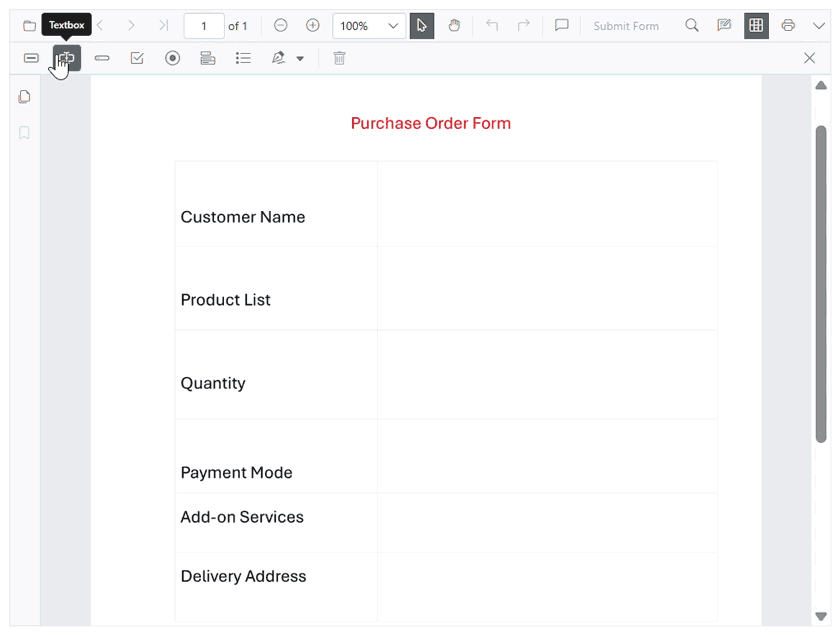 Textbox
1 of 1
100%
Submit Form
Purchase Order Form
Customer Name
Product List
Quantity
Payment Mode
Add-on Services
Delivery Address